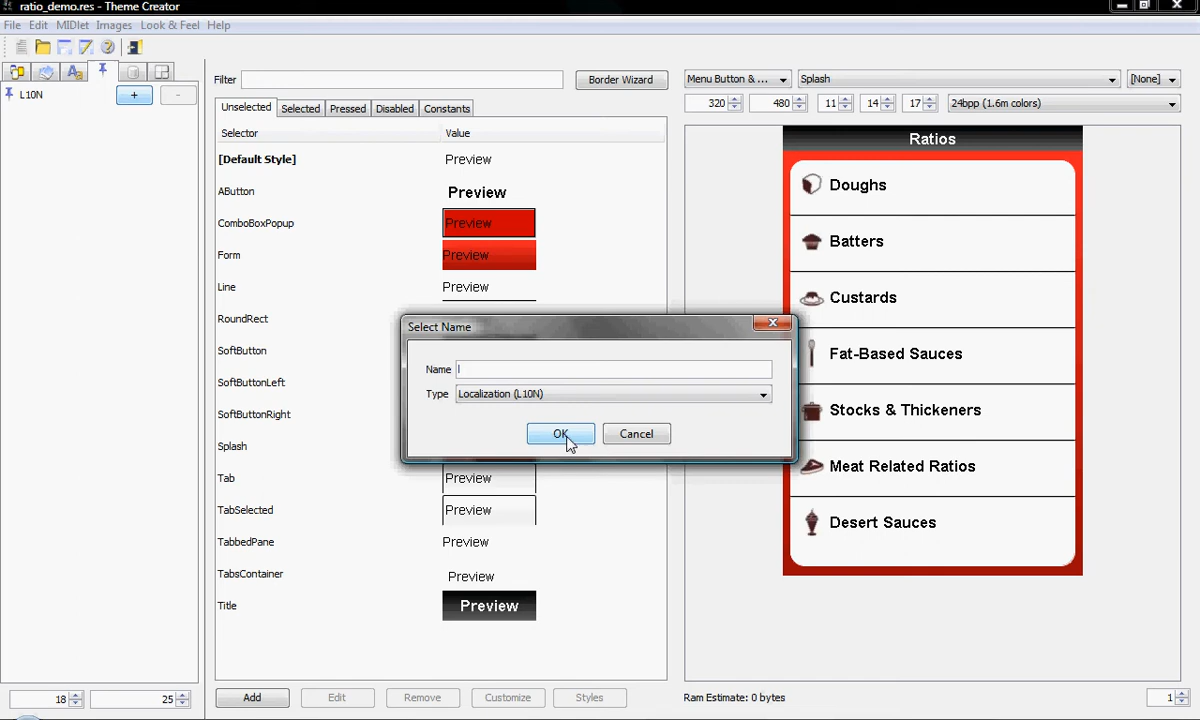 ratio_demo.res - Theme Creator
File Edit MIDlet Images Look & Feel Help
L10N
+
-
Filter
Border Wizard
Menu Button & ...
Splash
[None]
320
480
11
14
17
24bpp (1.6m colors)
Unselected Selected Pressed Disabled Constants
Selector Value
[Default Style] Preview
AButton Preview
ComboBoxPopup Preview
Form Preview
Line Preview
RoundRect
SoftButton
SoftButtonLeft
SoftButtonRight
Splash
Tab Preview
TabSelected Preview
TabbedPane Preview
TabsContainer Preview
Title Preview
Select Name
Name
Type Localization (L10N)
OK Cancel
Ratios
Doughs
Batters
Custards
Fat-Based Sauces
Stocks & Thickeners
Meat Related Ratios
Desert Sauces
18
25
Add Edit Remove Customize Styles
Ram Estimate: 0 bytes
1